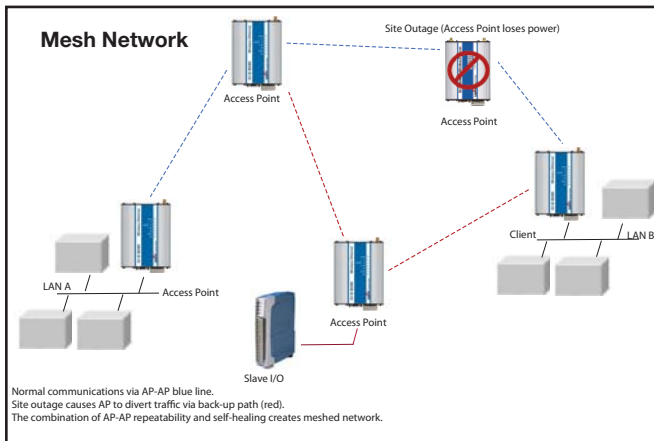 Mesh Network
Site Outage (Access Point loses power)
Access Point
Access Point
Client
LAN B
LAN A
Access Point
Access Point
Slave I/O
Normal communications via AP-AP blue line.
Site outage causes AP to divert traffic via back-up path (red).
The combination of AP-AP repeatability and self-healing creates meshed network.